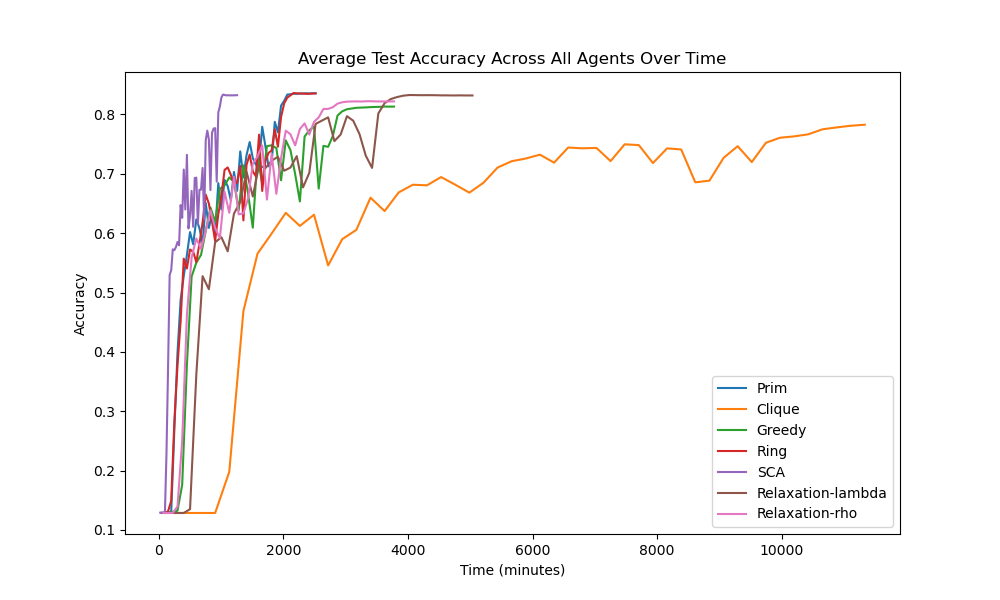 Average Test Accuracy Across All Agents Over Time
Accuracy
0.8
0.7
0.6
0.5
0.4
0.3
0.2
0.1
0
2000
4000
6000
8000
10000
Time (minutes)
Prim
Clique
Greedy
Ring
SCA
Relaxation-lambda
Relaxation-rho